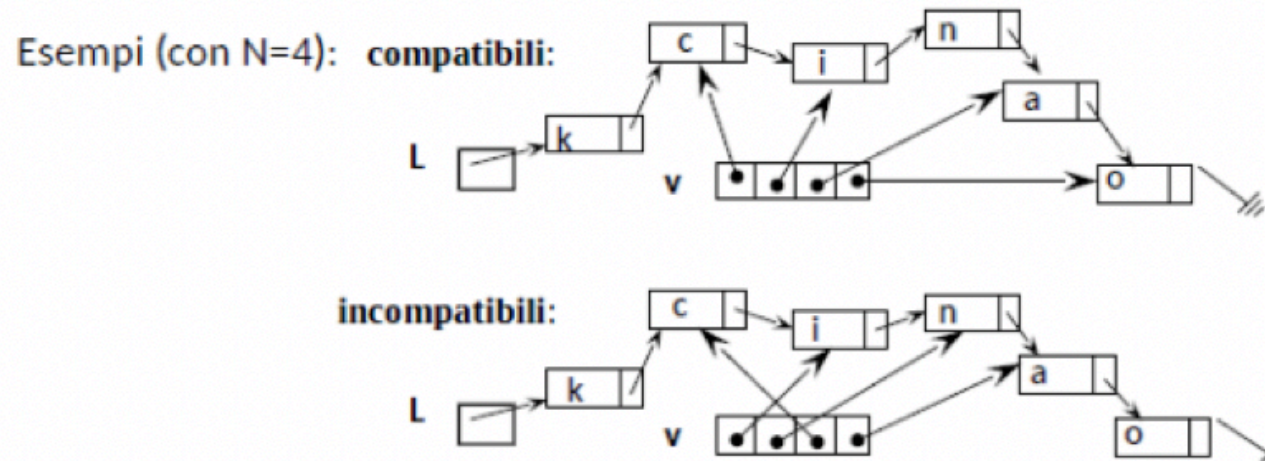 Esempi (con N=4): compatibili:
c
i
n
a
k
L
v
o
incompatibili:
c
i
n
a
k
L
v
o